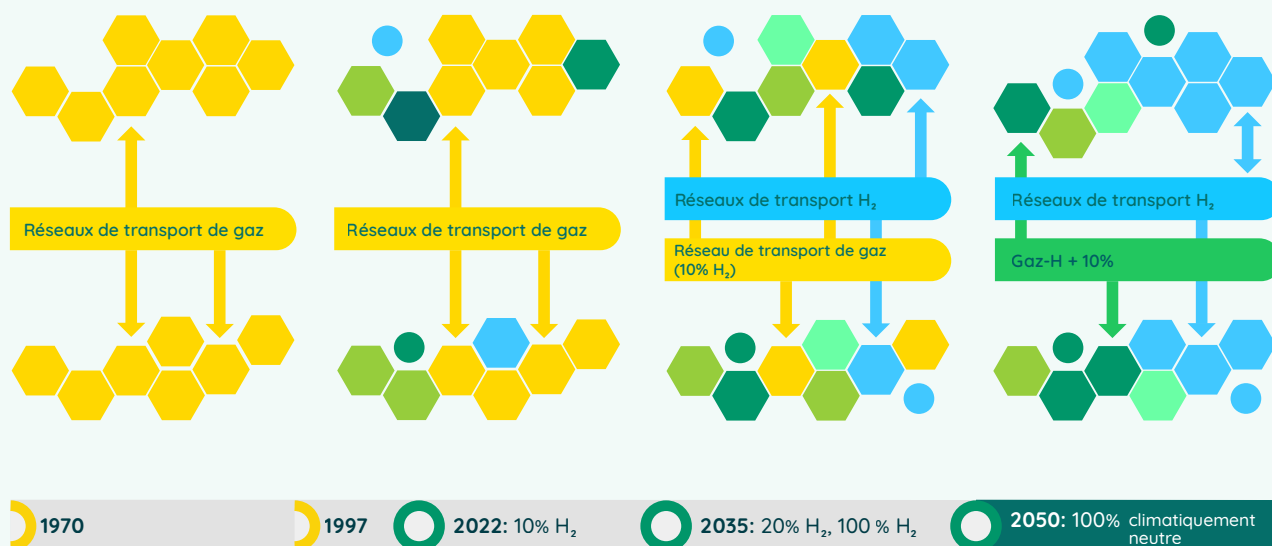 Réseaux de transport de gaz
Réseaux de transport de gaz
Réseaux de transport H₂
Réseau de transport de gaz
(10% H₂)
Réseaux de transport H₂
Gaz-H + 10%
1970
1997
2022: 10% H₂
2035: 20% H₂, 100 % H₂
2050: 100% climatiquement
neutre